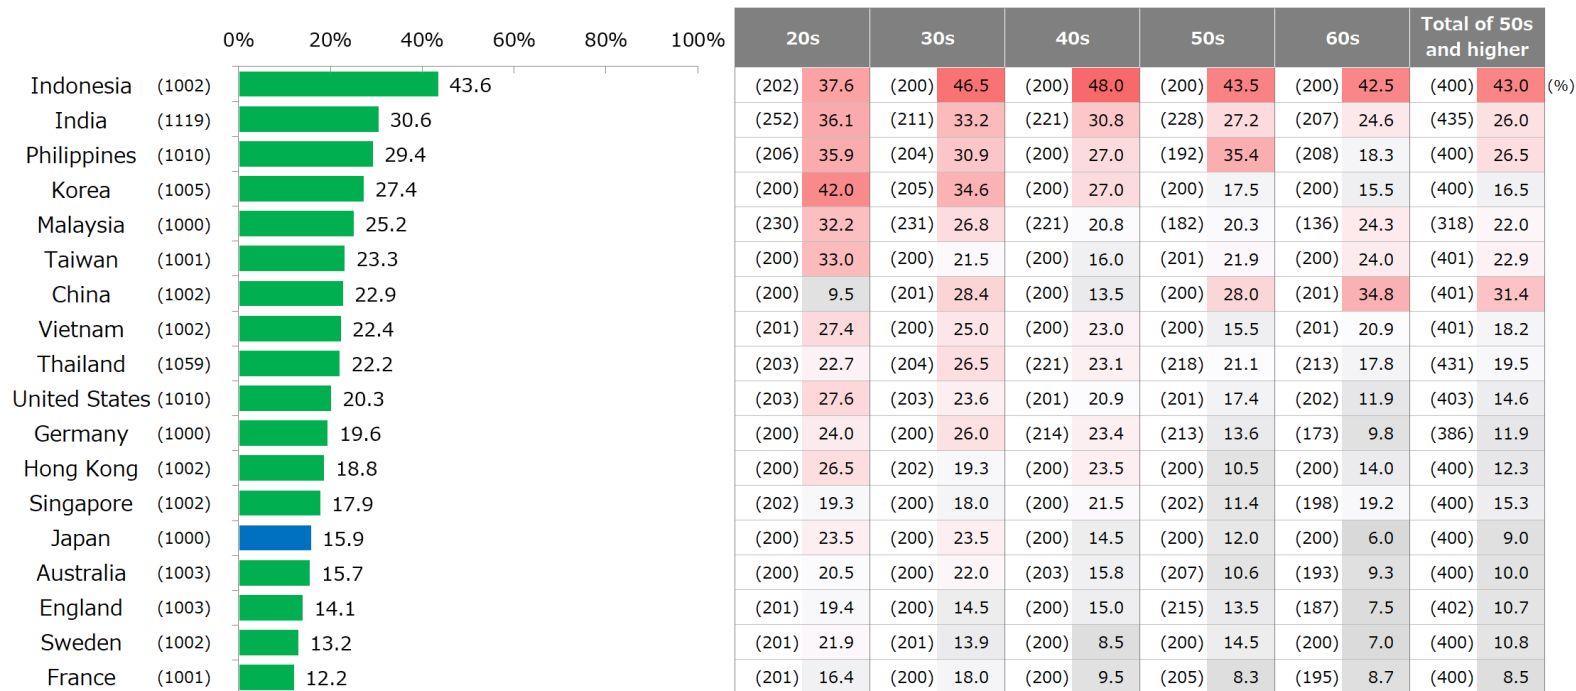 0% 20% 40% 60% 80% 100% 20s 30s 40s 50s 60s Total of 50s and higher
Indonesia (1002) 43.6 (202) 37.6 (200) 46.5 (200) 48.0 (200) 43.5 (200) 42.5 (400) 43.0 (%)
India (1119) 30.6 (252) 36.1 (211) 33.2 (221) 30.8 (228) 27.2 (207) 24.6 (435) 26.0
Philippines (1010) 29.4 (206) 35.9 (204) 30.9 (200) 27.0 (192) 35.4 (208) 18.3 (400) 26.5
Korea (1005) 27.4 (200) 42.0 (205) 34.6 (200) 27.0 (200) 17.5 (200) 15.5 (400) 16.5
Malaysia (1000) 25.2 (230) 32.2 (231) 26.8 (221) 20.8 (182) 20.3 (136) 24.3 (318) 22.0
Taiwan (1001) 23.3 (200) 33.0 (200) 21.5 (200) 16.0 (201) 21.9 (200) 24.0 (401) 22.9
China (1002) 22.9 (200) 9.5 (201) 28.4 (200) 13.5 (200) 28.0 (201) 34.8 (401) 31.4
Vietnam (1002) 22.4 (201) 27.4 (200) 25.0 (200) 23.0 (200) 15.5 (201) 20.9 (401) 18.2
Thailand (1059) 22.2 (203) 22.7 (204) 26.5 (221) 23.1 (218) 21.1 (213) 17.8 (431) 19.5
United States (1010) 20.3 (203) 27.6 (203) 23.6 (201) 20.9 (201) 17.4 (202) 11.9 (403) 14.6
Germany (1000) 19.6 (200) 24.0 (200) 26.0 (214) 23.4 (213) 13.6 (173) 9.8 (386) 11.9
Hong Kong (1002) 18.8 (200) 26.5 (202) 19.3 (200) 23.5 (200) 10.5 (200) 14.0 (400) 12.3
Singapore (1002) 17.9 (202) 19.3 (200) 18.0 (200) 21.5 (202) 11.4 (198) 19.2 (400) 15.3
Japan (1000) 15.9 (200) 23.5 (200) 23.5 (200) 14.5 (200) 12.0 (200) 6.0 (400) 9.0
Australia (1003) 15.7 (200) 20.5 (200) 22.0 (203) 15.8 (207) 10.6 (193) 9.3 (400) 10.0
England (1003) 14.1 (201) 19.4 (200) 14.5 (200) 15.0 (215) 13.5 (187) 7.5 (402) 10.7
Sweden (1002) 13.2 (201) 21.9 (201) 13.9 (200) 8.5 (200) 14.5 (200) 7.0 (400) 10.8
France (1001) 12.2 (201) 16.4 (200) 18.0 (200) 9.5 (205) 8.3 (195) 8.7 (400) 8.5